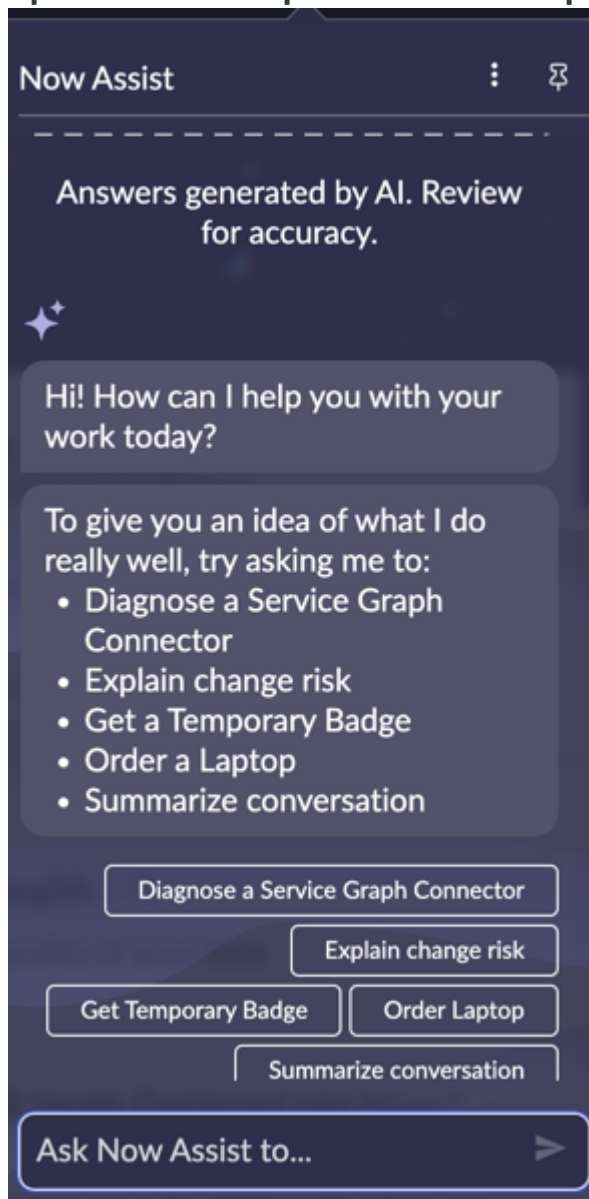 Now Assist
Answers generated by AI. Review
for accuracy.
Hi! How can I help you with your
work today?
To give you an idea of what I do
really well, try asking me to:
• Diagnose a Service Graph
Connector
• Explain change risk
• Get a Temporary Badge
• Order a Laptop
• Summarize conversation
Diagnose a Service Graph Connector
Explain change risk
Get Temporary Badge
Order Laptop
Summarize conversation
Ask Now Assist to...